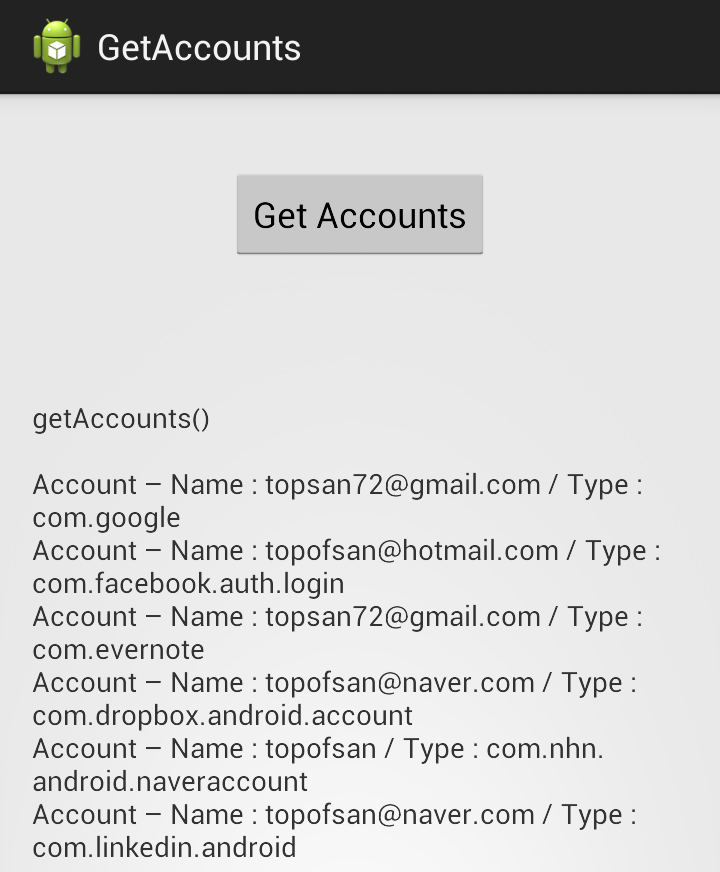 GetAccounts
Get Accounts
getAccounts()
Account – Name : topsan72@gmail.com / Type :
com.google
Account – Name : topofsan@hotmail.com / Type :
com.facebook.auth.login
Account – Name : topsan72@gmail.com / Type :
com.evernote
Account – Name : topofsan@naver.com / Type :
com.dropbox.android.account
Account – Name : topofsan / Type : com.nhn.
android.naveraccount
Account – Name : topofsan@naver.com / Type :
com.linkedin.android